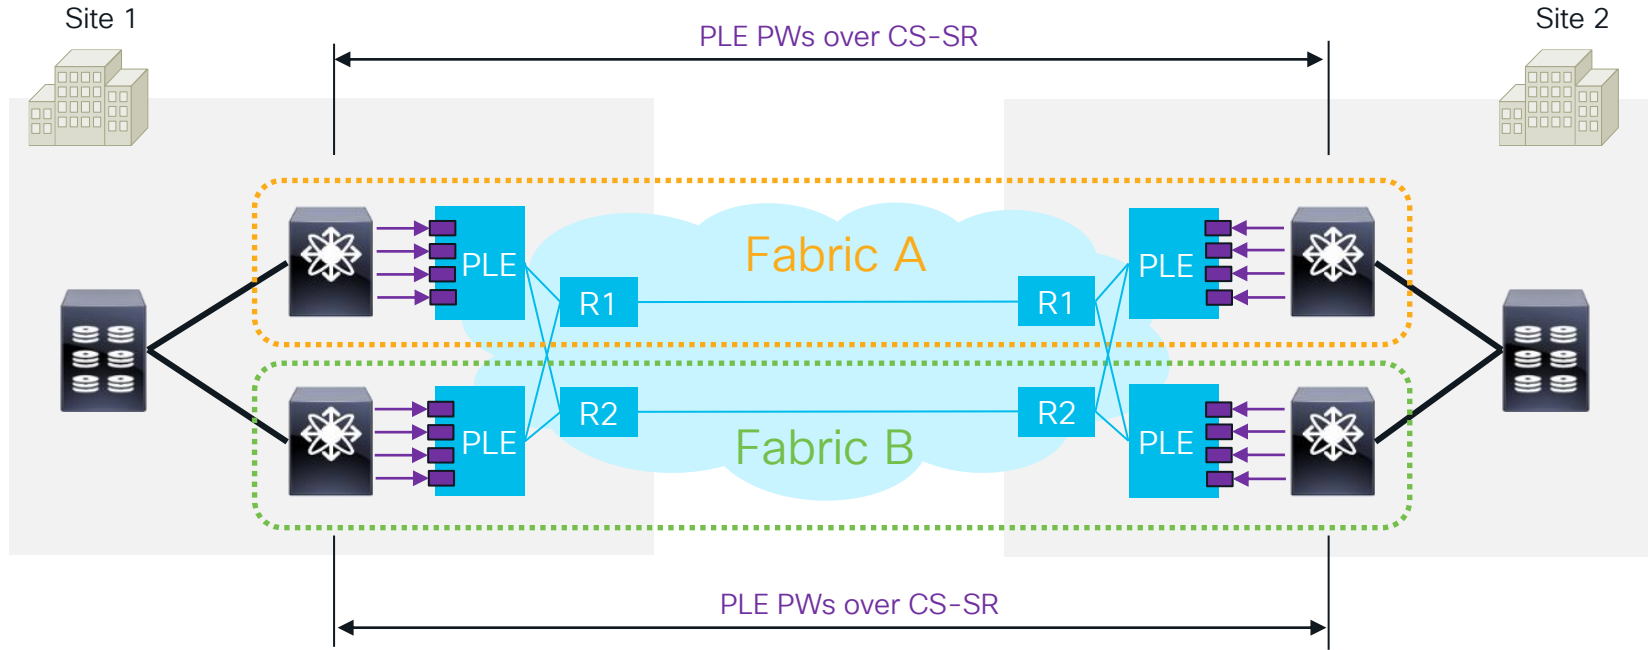 Site 1
PLE PWs over CS-SR
Site 2
Fabric A
PLE
PLE
R1
R1
R2
R2
PLE
PLE
Fabric B
PLE PWs over CS-SR